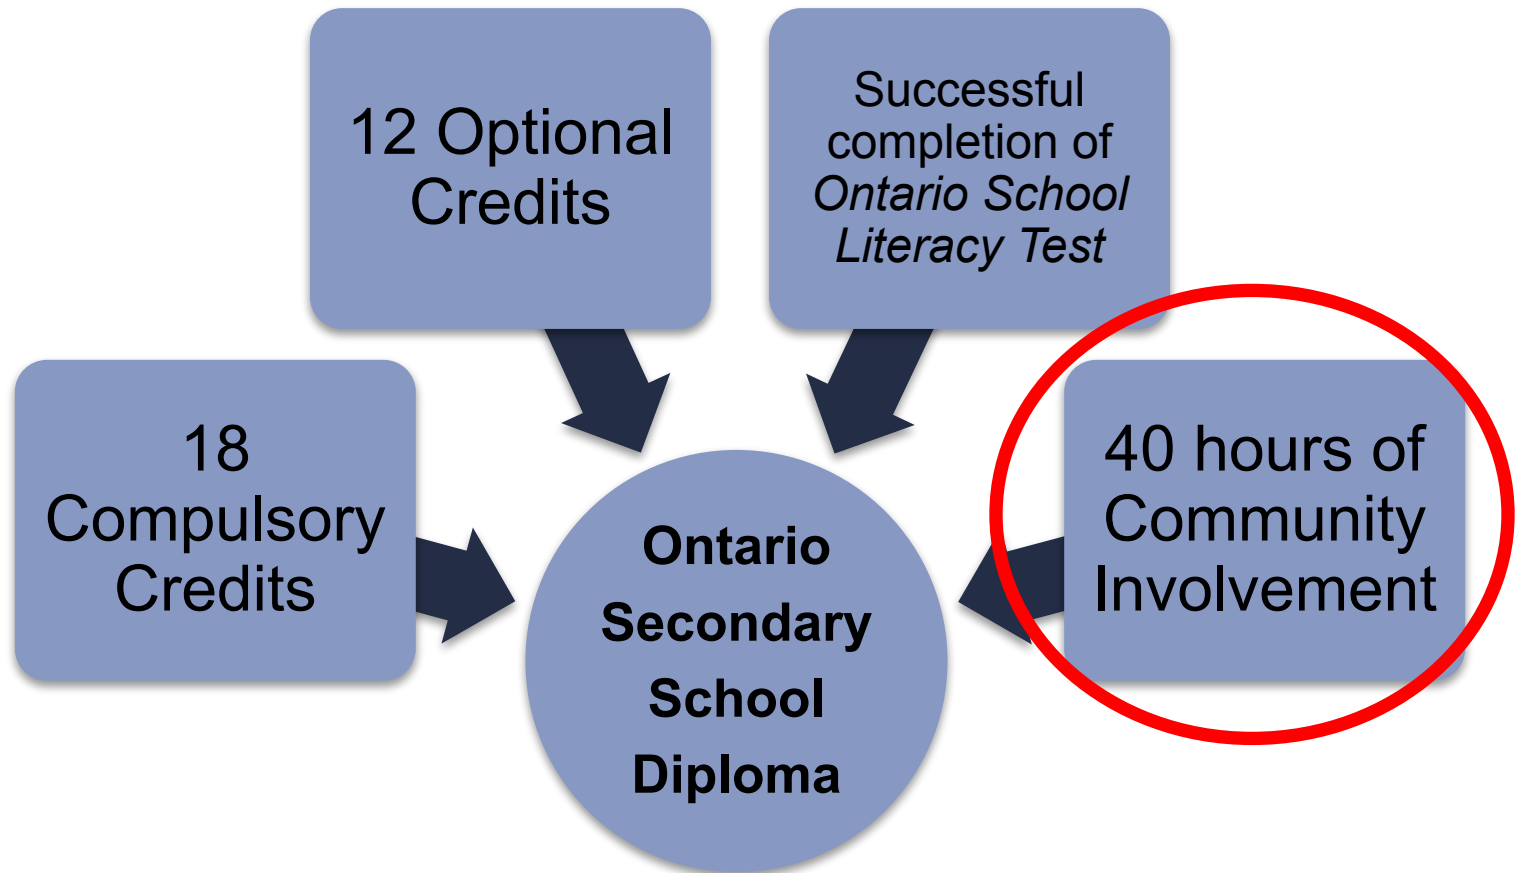 12 Optional
Credits
Successful
completion of
Ontario School
Literacy Test
18
Compulsory
Credits
40 hours of
Community
Involvement
Ontario
Secondary
School
Diploma